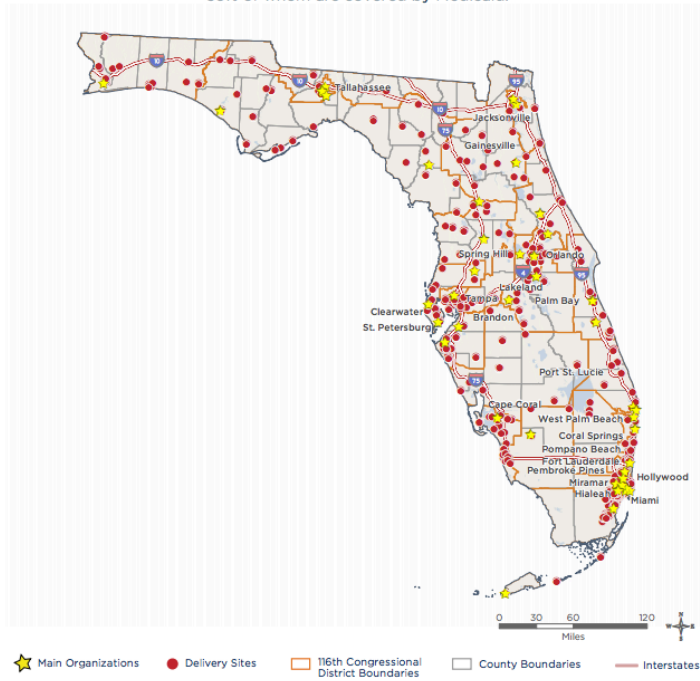 10
10
95
Tallahassee
10
Jacksonville
75
Gainesville
Spring Hill
Orlando
4
95
Lakeland
Tampa
Palm Bay
Clearwater
Brandon
St. Petersburg
Port St. Lucie
75
Cape Coral
West Palm Beach
Coral Springs
Pompano Beach
Fort Lauderdale
Pembroke Pines
Hollywood
Miramar
Hialeah
Miami
0 30 60 120
Miles
N
W E
S
Main Organizations
Delivery Sites
116th Congressional
District Boundaries
County Boundaries
Interstates